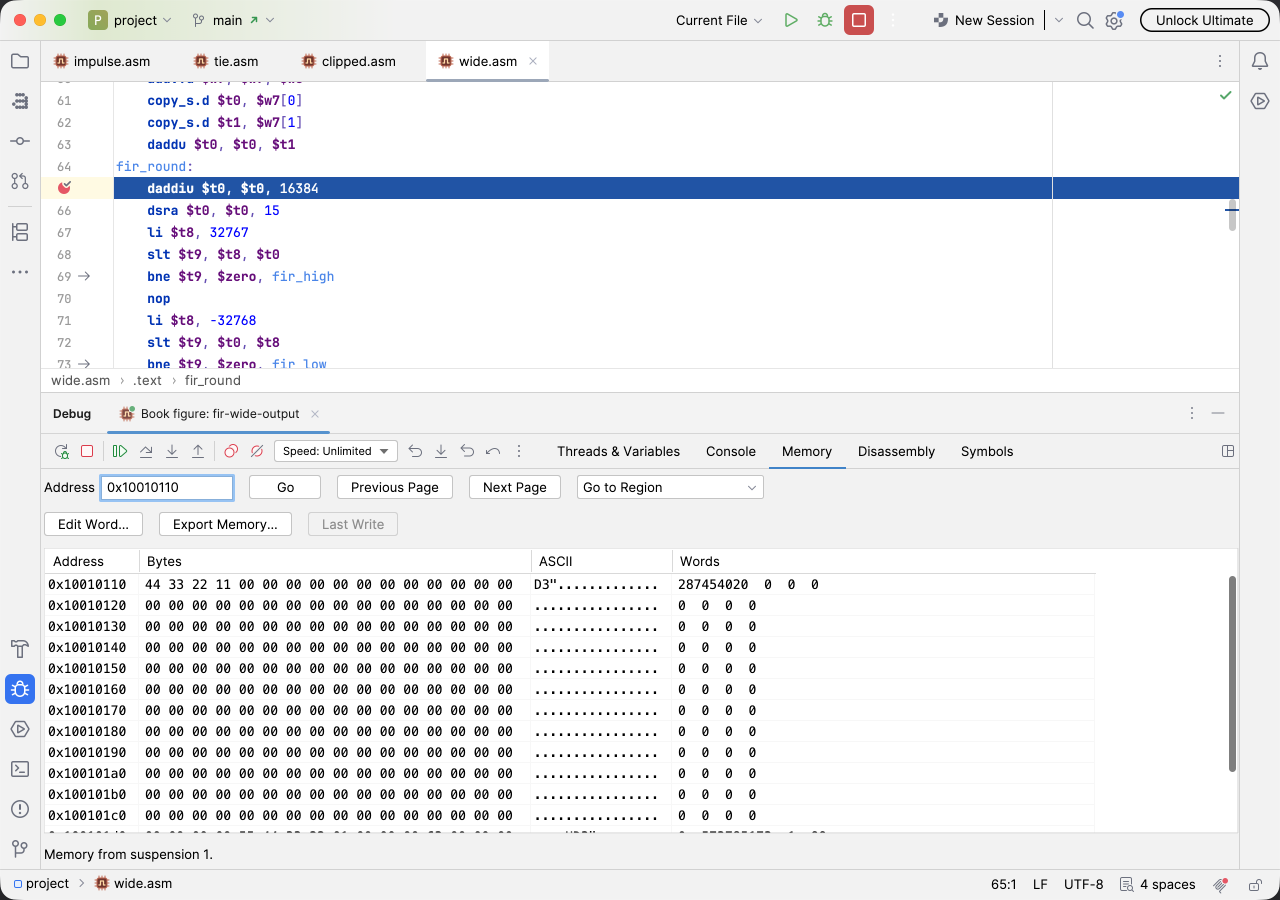 P project main Current File New Session Unlock Ultimate
impulse.asm tie.asm clipped.asm wide.asm
61 copy_s.d $t0, $w7[0]
62 copy_s.d $t1, $w7[1]
63 daddu $t0, $t0, $t1
64 fir_round:
daddiu $t0, $t0, 16384
66 dsra $t0, $t0, 15
67 li $t8, 32767
68 slt $t9, $t8, $t0
69 bne $t9, $zero, fir_high
70 nop
71 li $t8, -32768
72 slt $t9, $t0, $t8
73 bne $t9, $zero, fir_low
wide.asm › .text › fir_round
Debug Book figure: fir-wide-output
Speed: Unlimited Threads & Variables Console Memory Disassembly Symbols
Address 0x10010110 Go Previous Page Next Page Go to Region
Edit Word... Export Memory... Last Write
Address Bytes ASCII Words
0x10010110 44 33 22 11 00 00 00 00 00 00 00 00 00 00 00 00 D3"............. 287454020 0 0 0
0x10010120 00 00 00 00 00 00 00 00 00 00 00 00 00 00 00 00 ................ 0 0 0 0
0x10010130 00 00 00 00 00 00 00 00 00 00 00 00 00 00 00 00 ................ 0 0 0 0
0x10010140 00 00 00 00 00 00 00 00 00 00 00 00 00 00 00 00 ................ 0 0 0 0
0x10010150 00 00 00 00 00 00 00 00 00 00 00 00 00 00 00 00 ................ 0 0 0 0
0x10010160 00 00 00 00 00 00 00 00 00 00 00 00 00 00 00 00 ................ 0 0 0 0
0x10010170 00 00 00 00 00 00 00 00 00 00 00 00 00 00 00 00 ................ 0 0 0 0
0x10010180 00 00 00 00 00 00 00 00 00 00 00 00 00 00 00 00 ................ 0 0 0 0
0x10010190 00 00 00 00 00 00 00 00 00 00 00 00 00 00 00 00 ................ 0 0 0 0
0x100101a0 00 00 00 00 00 00 00 00 00 00 00 00 00 00 00 00 ................ 0 0 0 0
0x100101b0 00 00 00 00 00 00 00 00 00 00 00 00 00 00 00 00 ................ 0 0 0 0
0x100101c0 00 00 00 00 00 00 00 00 00 00 00 00 00 00 00 00 ................ 0 0 0 0
Memory from suspension 1.
project › wide.asm 65:1 LF UTF-8 4 spaces